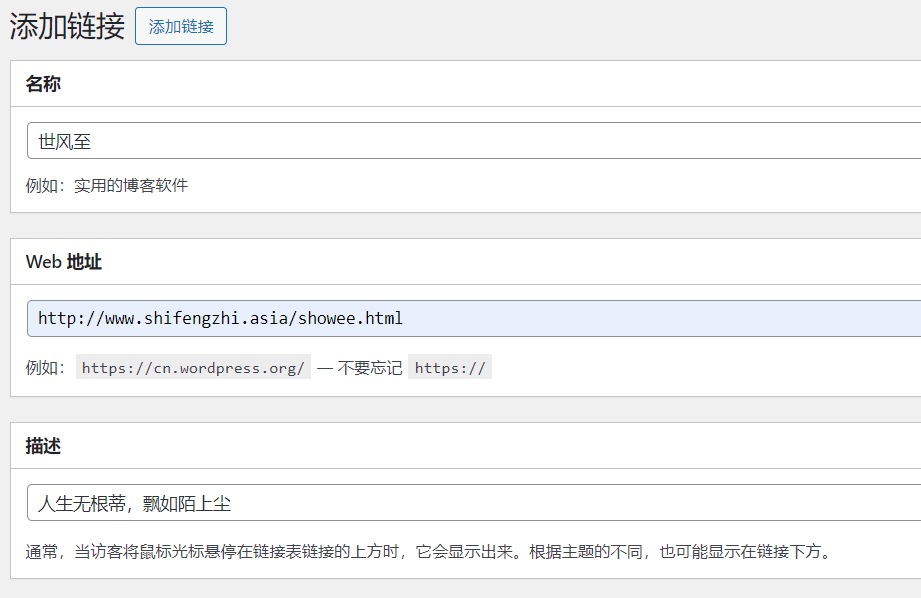 添加链接 添加链接
名称
世风至
例如：实用的博客软件
Web 地址
http://www.shifengzhi.asia/showee.html
例如： https://cn.wordpress.org/ — 不要忘记 https://
描述
人生无根蒂，飘如陌上尘
通常，当访客将鼠标光标悬停在链接表链接的上方时，它会显示出来。根据主题的不同，也可能显示在链接下方。